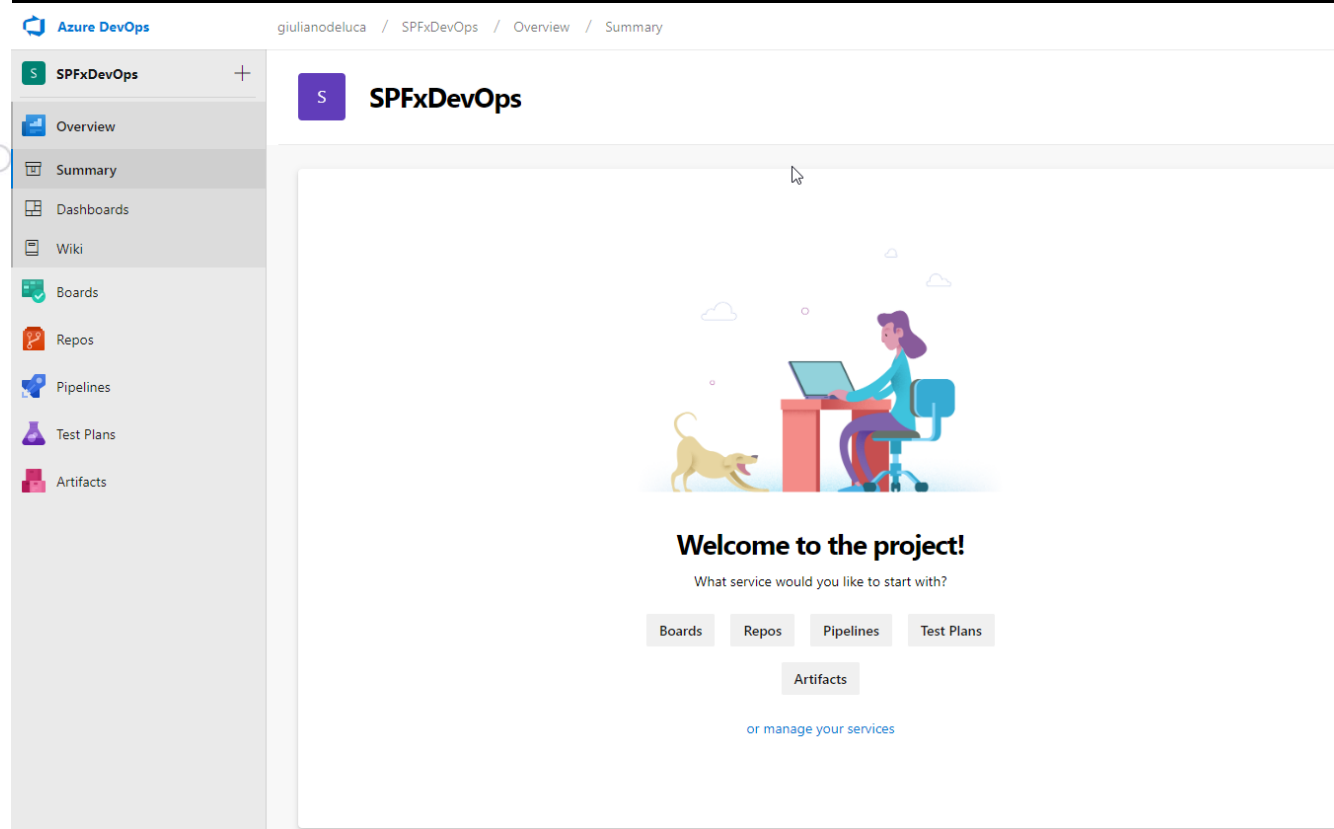 Azure DevOps
giulianodeluca / SPFxDevOps / Overview / Summary
S SPFxDevOps +
Overview
Summary
Dashboards
Wiki
Boards
Repos
Pipelines
Test Plans
Artifacts
S SPFxDevOps
Welcome to the project!
What service would you like to start with?
Boards Repos Pipelines Test Plans
Artifacts
or manage your services